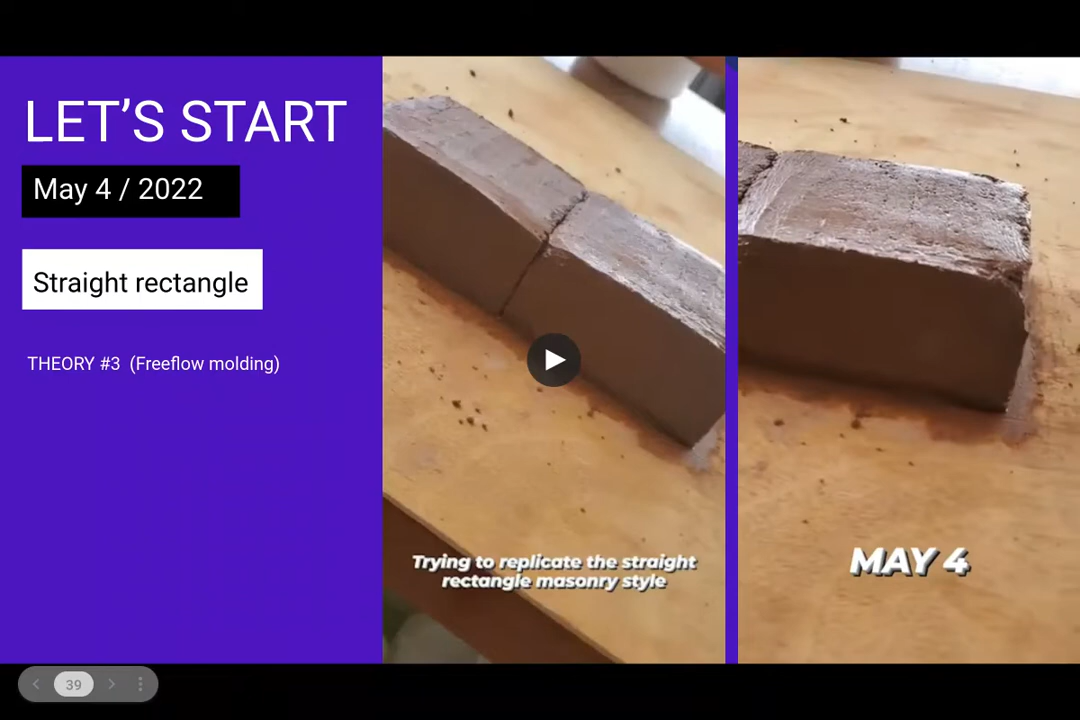 LET’S START
May 4 / 2022
Straight rectangle
THEORY #3  (Freeflow molding)
Trying to replicate the straight
rectangle masonry style
MAY 4
39